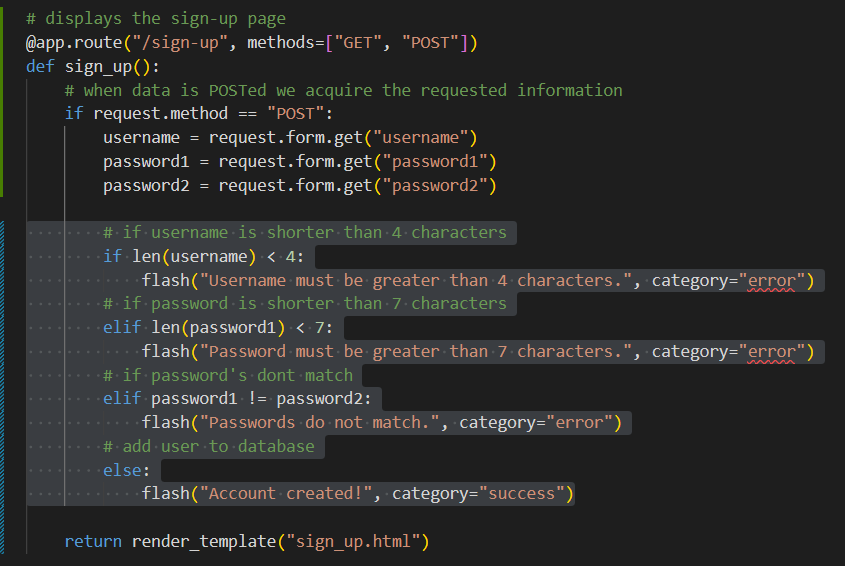 # displays the sign-up page
@app.route("/sign-up", methods=["GET", "POST"])
def sign_up():
    # when data is POSTed we acquire the requested information
    if request.method == "POST":
        username = request.form.get("username")
        password1 = request.form.get("password1")
        password2 = request.form.get("password2")

        # if username is shorter than 4 characters
        if len(username) < 4:
            flash("Username must be greater than 4 characters.", category="error")
        # if password is shorter than 7 characters
        elif len(password1) < 7:
            flash("Password must be greater than 7 characters.", category="error")
        # if password's dont match
        elif password1 != password2:
            flash("Passwords do not match.", category="error")
        # add user to database
        else:
            flash("Account created!", category="success")

    return render_template("sign_up.html")